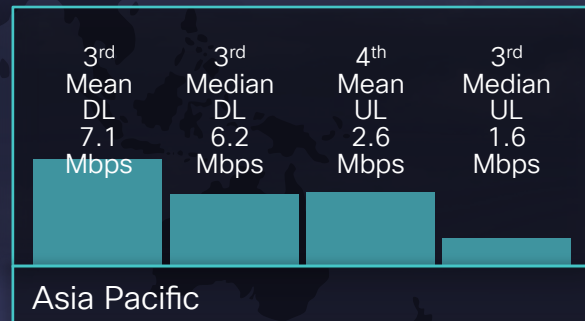 3rd
Mean
DL
7.1
Mbps
3rd
Median
DL
6.2
Mbps
4th
Mean
UL
2.6
Mbps
3rd
Median
UL
1.6
Mbps
Asia Pacific